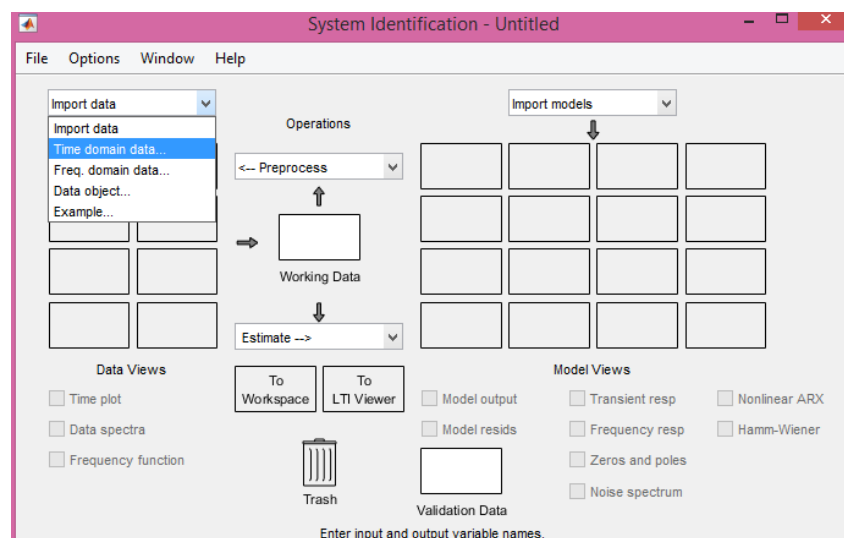 System Identification - Untitled
File Options Window Help
Import data
Import data
Time domain data...
Freq. domain data...
Data object...
Example...
Operations
<-- Preprocess
Working Data
Estimate -->
To Workspace
To LTI Viewer
Import models
Data Views
Time plot
Data spectra
Frequency function
Trash
Model Views
Model output
Transient resp
Nonlinear ARX
Model resids
Frequency resp
Hamm-Wiener
Zeros and poles
Noise spectrum
Validation Data
Enter input and output variable names.